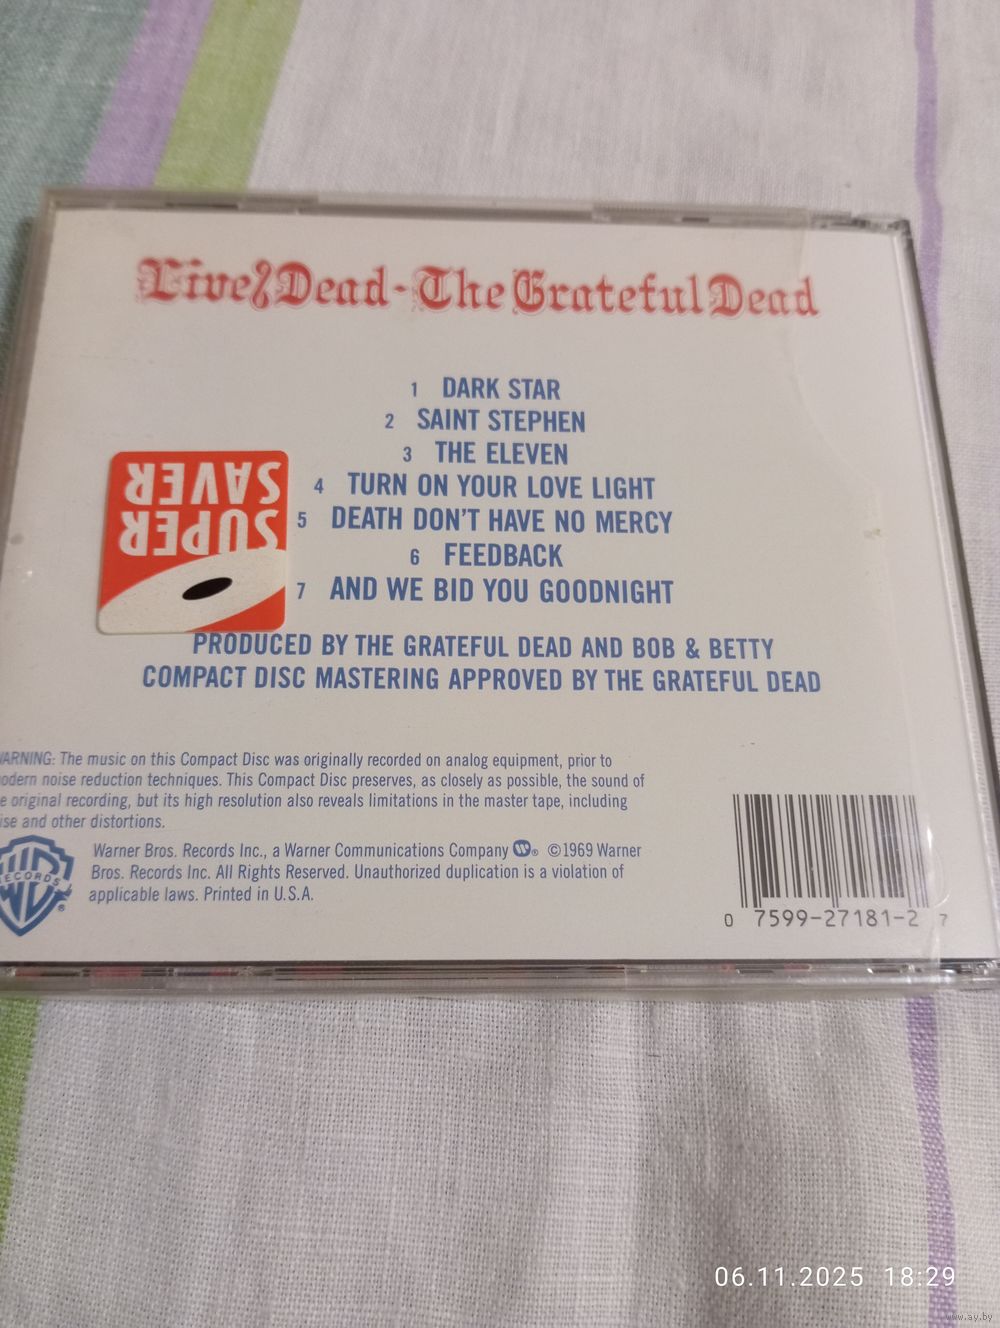 Live/Dead - The Grateful Dead
1 DARK STAR
2 SAINT STEPHEN
3 THE ELEVEN
4 TURN ON YOUR LOVE LIGHT
5 DEATH DON'T HAVE NO MERCY
6 FEEDBACK
7 AND WE BID YOU GOODNIGHT
SUPER
SAVER
PRODUCED BY THE GRATEFUL DEAD AND BOB & BETTY
COMPACT DISC MASTERING APPROVED BY THE GRATEFUL DEAD
WARNING: The music on this Compact Disc was originally recorded on analog equipment, prior to
modern noise reduction techniques. This Compact Disc preserves, as closely as possible, the sound of
the original recording, but its high resolution also reveals limitations in the master tape, including
noise and other distortions.
RECORDS ®
Warner Bros. Records Inc., a Warner Communications Company ®. ©1969 Warner
Bros. Records Inc. All Rights Reserved. Unauthorized duplication is a violation of
applicable laws. Printed in U.S.A.
0 7599-27181-2 7
06.11.2025 18:29
www.ay.by